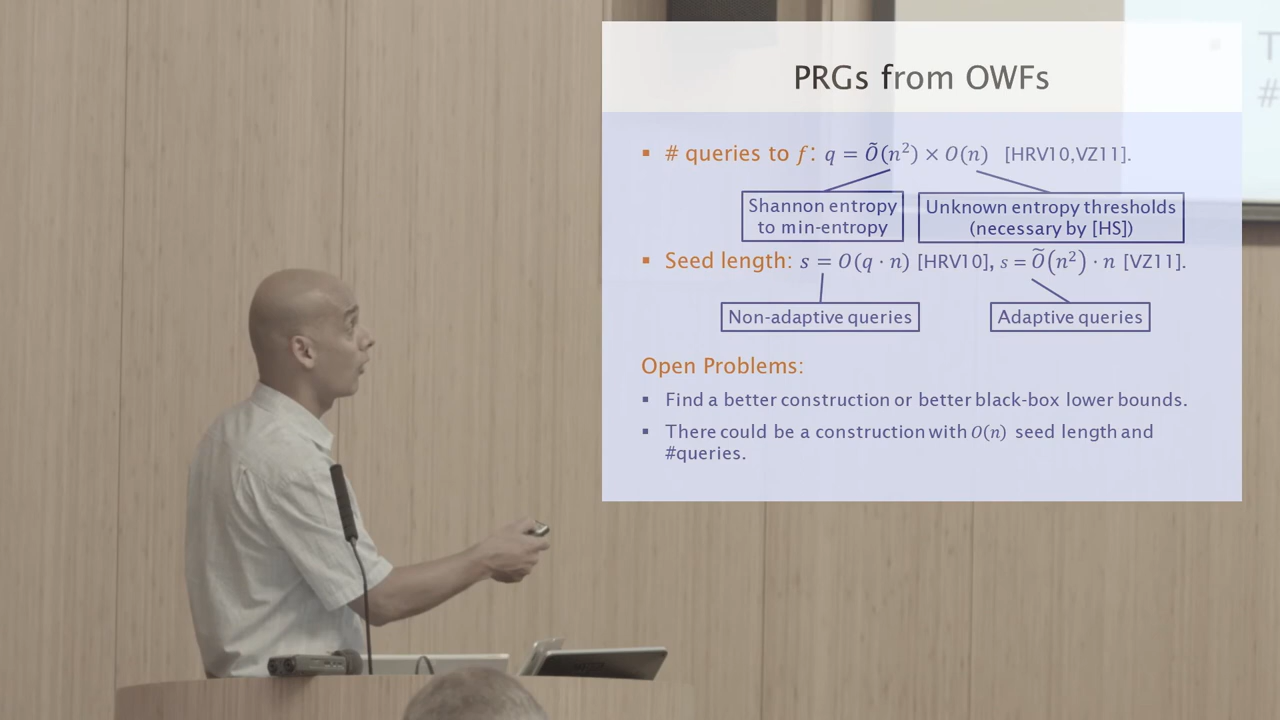 PRGs from OWFs
▪ # queries to f: q = Õ(n²) × O(n) [HRV10,VZ11].
Shannon entropy
to min-entropy
Unknown entropy thresholds
(necessary by [HS])
▪ Seed length: s = O(q · n) [HRV10], s = Õ(n²) · n [VZ11].
Non-adaptive queries
Adaptive queries
Open Problems:
▪ Find a better construction or better black-box lower bounds.
▪ There could be a construction with O(n) seed length and
#queries.
T
#